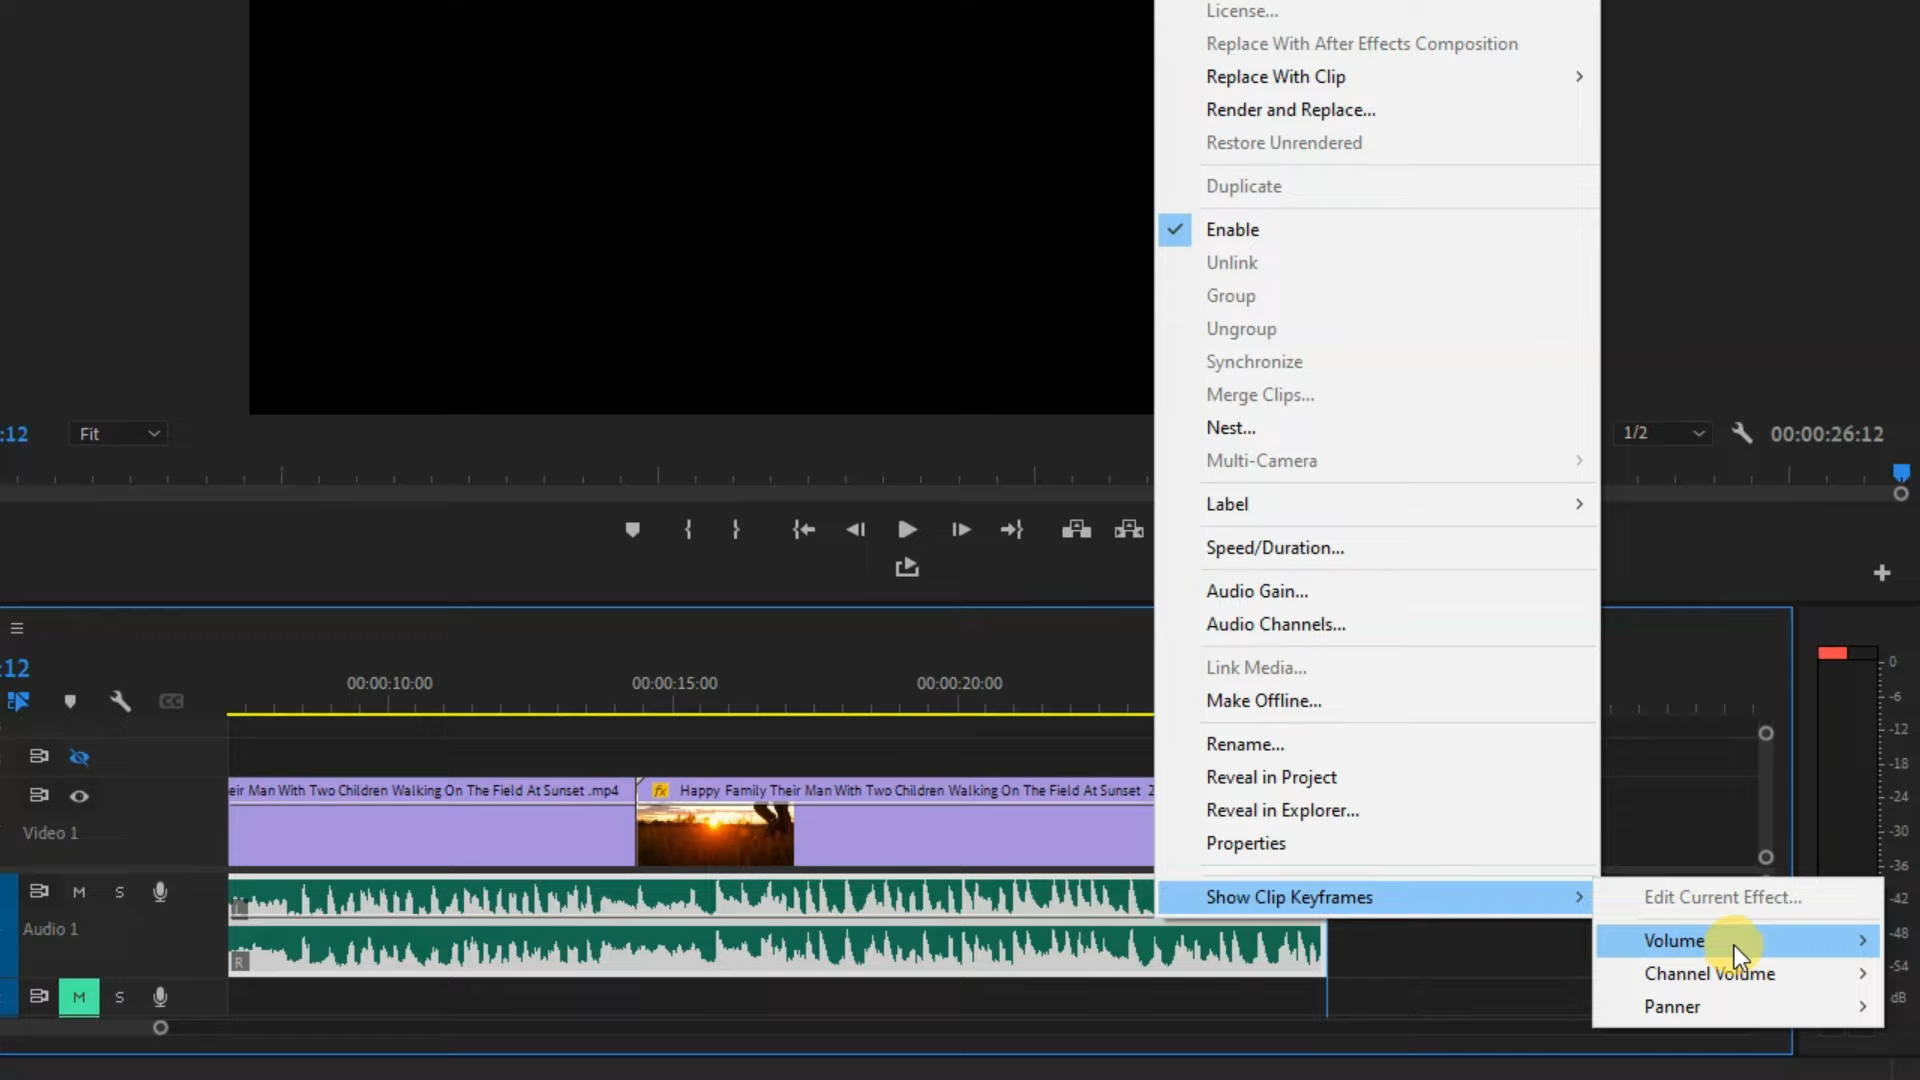 License...
Replace With After Effects Composition
Replace With Clip
Render and Replace...
Restore Unrendered
Duplicate
Enable
Unlink
Group
Ungroup
Synchronize
Merge Clips...
Nest...
Multi-Camera
Label
Speed/Duration...
Audio Gain...
Audio Channels...
Link Media...
Make Offline...
Rename...
Reveal in Project
Reveal in Explorer...
Properties
Show Clip Keyframes
Edit Current Effect...
Volume
Channel Volume
Panner
:12
Fit
1/2
00:00:26:12
:12
00:00:10:00
00:00:15:00
00:00:20:00
CC
eir Man With Two Children Walking On The Field At Sunset .mp4
fx Happy Family Their Man With Two Children Walking On The Field At Sunset 2
Video 1
M S
Audio 1
L
R
M S
0
-6
-12
-18
-24
-30
-36
-42
-48
-54
dB